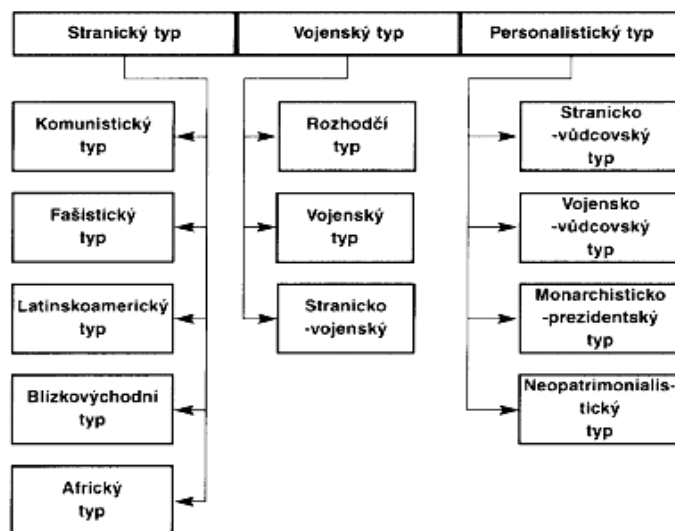 Stranický typ
Vojenský typ
Personalistický typ
Komunistický
typ
Fašistický
typ
Latinskoamerický
typ
Blízkovýchodní
typ
Africký
typ
Rozhodčí
typ
Vojenský
typ
Stranicko
-vojenský
Stranicko
-vůdcovský
typ
Vojensko
-vůdcovský
typ
Monarchisticko
-prezidentský
typ
Neopatrimonialis-
tický
typ